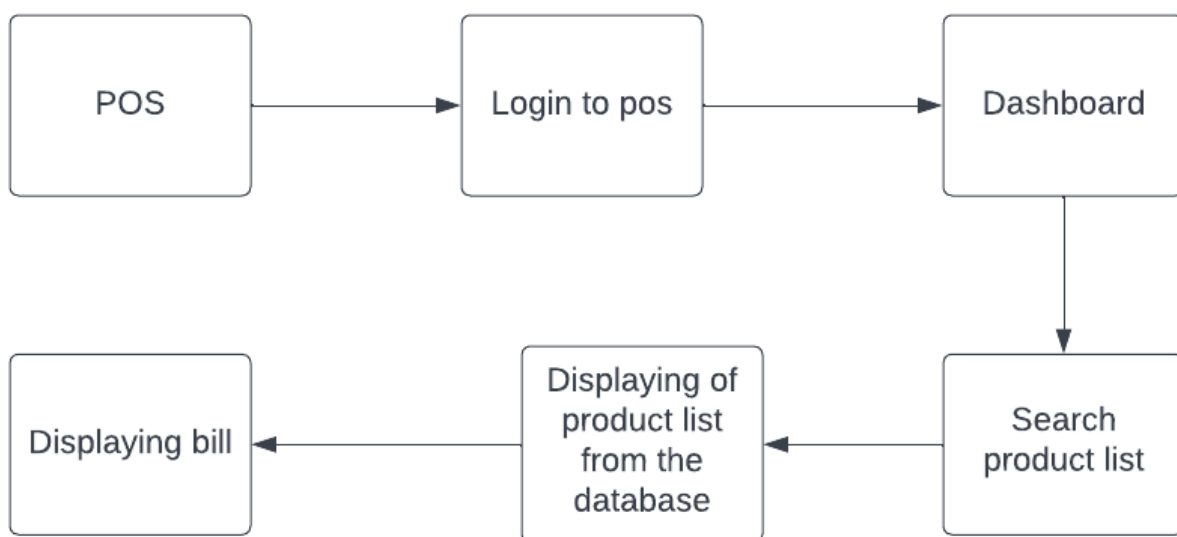 POS
Login to pos
Dashboard
Search
product list
Displaying of
product list
from the
database
Displaying bill